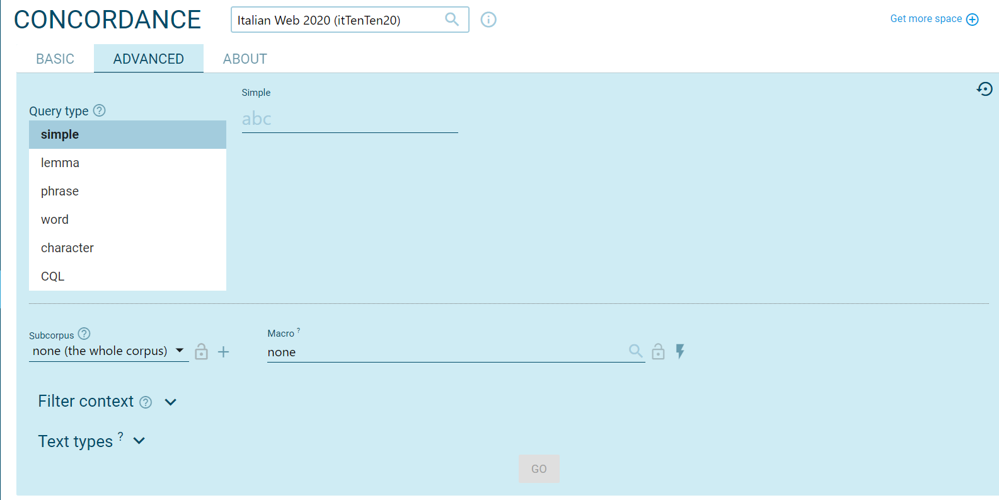 CONCORDANCE
Italian Web 2020 (itTenTen20)
Get more space
BASIC ADVANCED ABOUT
Query type ?
simple
lemma
phrase
word
character
CQL
Simple
abc
Subcorpus ?
none (the whole corpus)
Macro ?
none
Filter context ?
Text types ?
GO